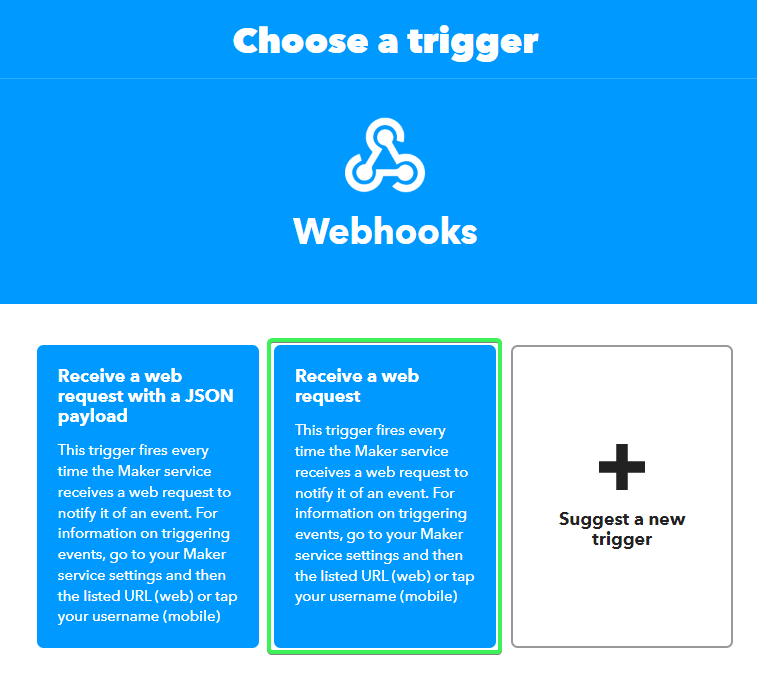 Choose a trigger
Webhooks
Receive a web
request with a JSON
payload
This trigger fires every
time the Maker service
receives a web request to
notify it of an event. For
information on triggering
events, go to your Maker
service settings and then
the listed URL (web) or tap
your username (mobile)
Receive a web
request
This trigger fires every
time the Maker service
receives a web request to
notify it of an event. For
information on triggering
events, go to your Maker
service settings and then
the listed URL (web) or tap
your username (mobile)
Suggest a new
trigger